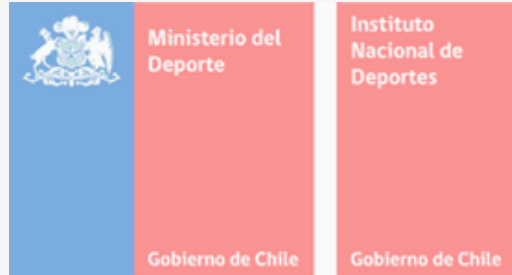 Ministerio del
Deporte
Gobierno de Chile
Instituto
Nacional de
Deportes
Gobierno de Chile